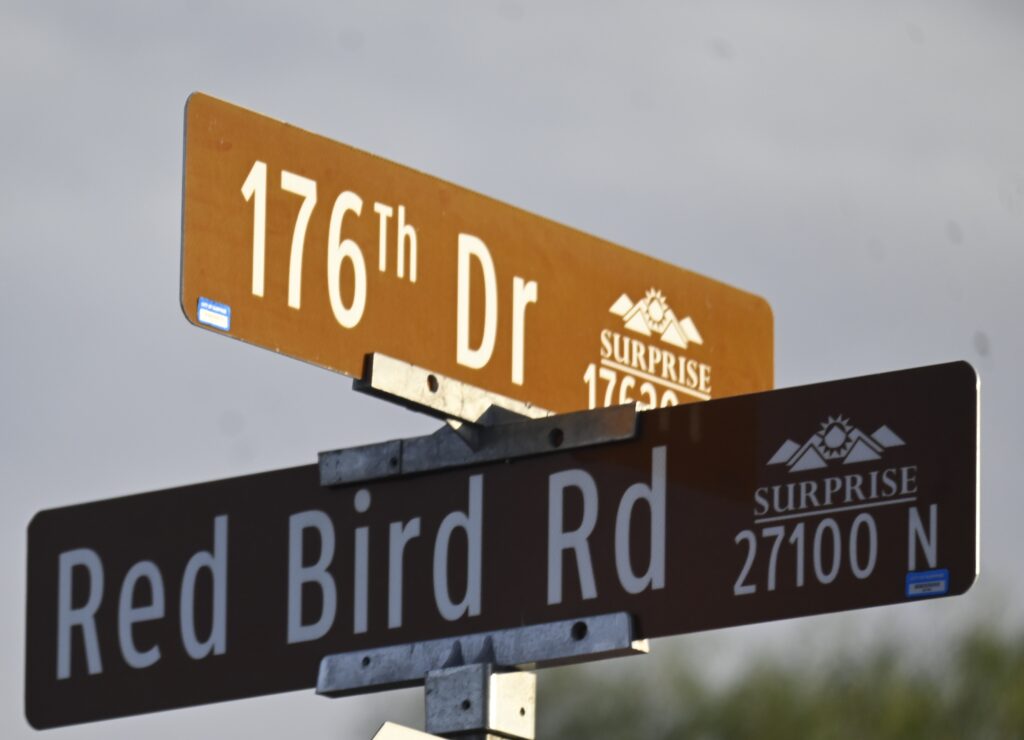 176Th Dr
SURPRISE
Red Bird Rd
SURPRISE
27100 N